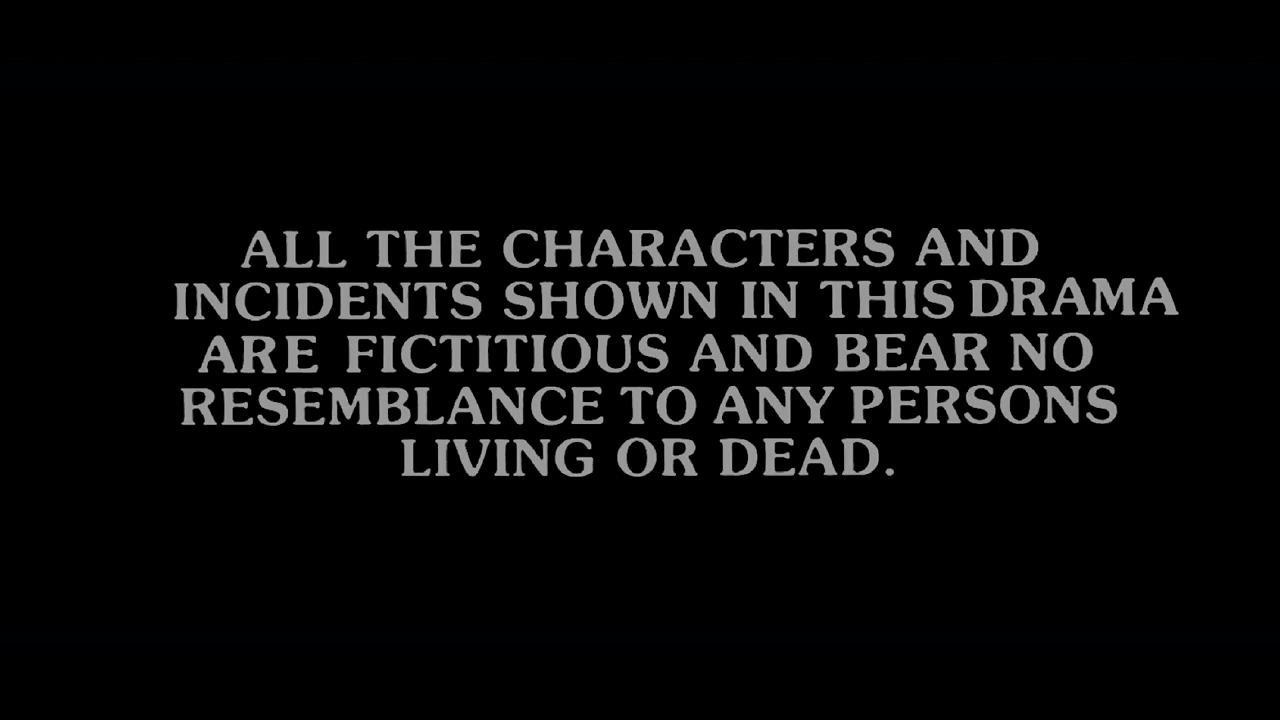 ALL THE CHARACTERS AND
INCIDENTS SHOWN IN THIS DRAMA
ARE FICTITIOUS AND BEAR NO
RESEMBLANCE TO ANY PERSONS
LIVING OR DEAD.